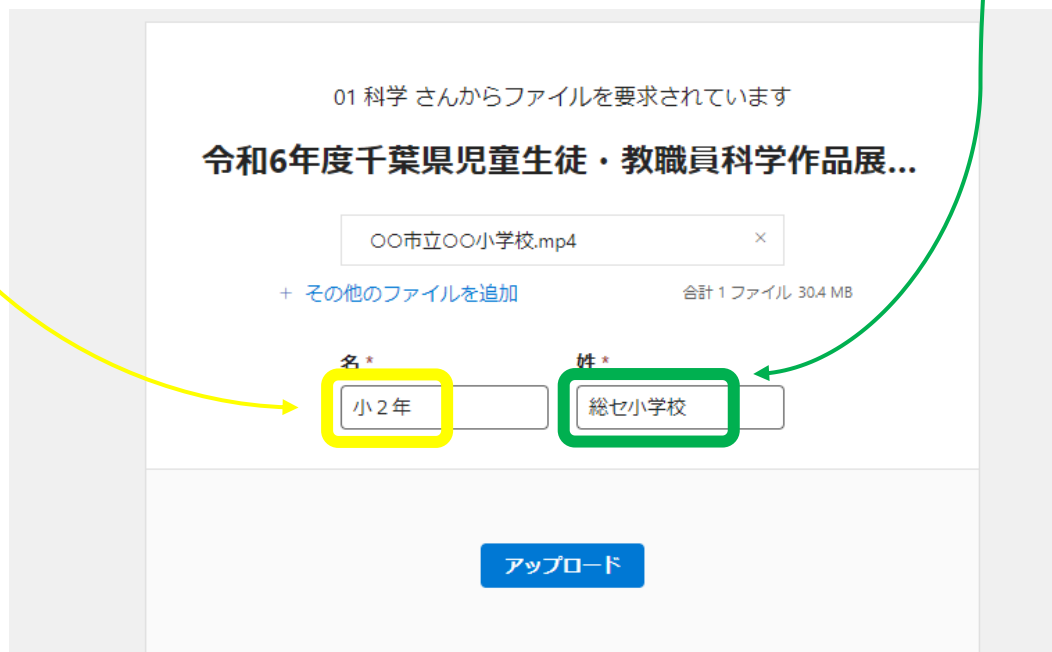 01 科学 さんからファイルを要求されています
令和6年度千葉県児童生徒・教職員科学作品展...
〇〇市立〇〇小学校.mp4 ×
+ その他のファイルを追加 合計 1 ファイル 30.4 MB
名 * 姓 *
小２年 総セ小学校
アップロード